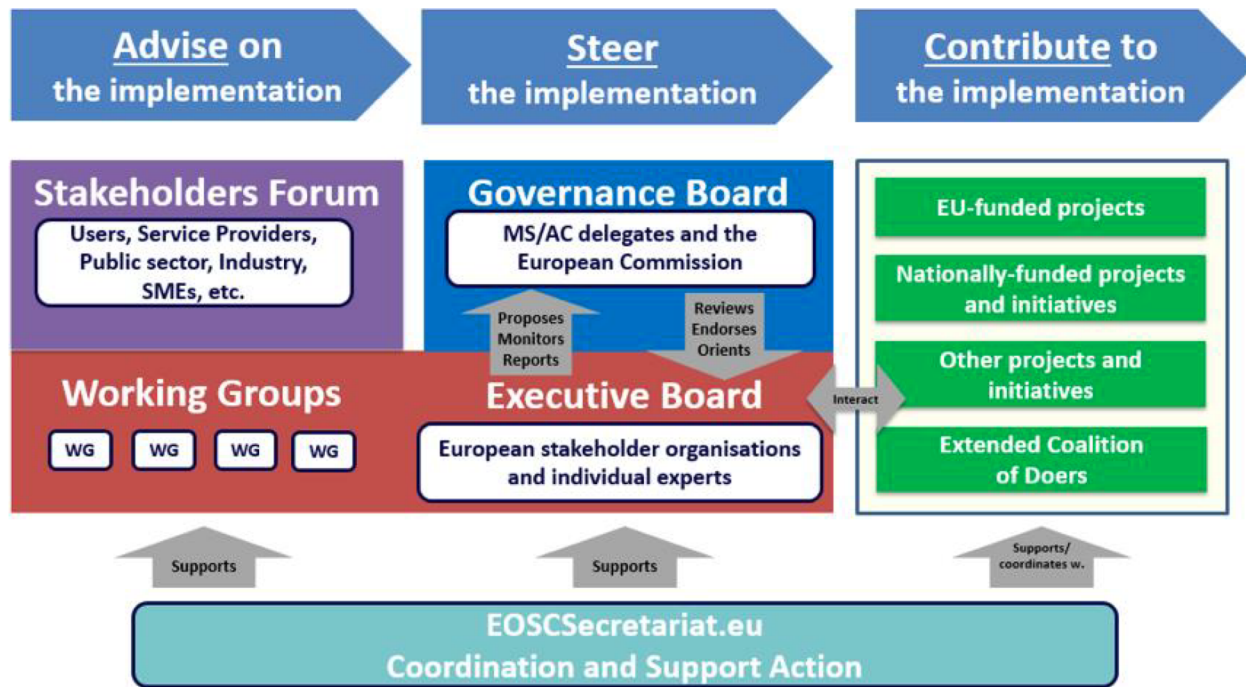 Advise on
the implementation
Steer
the implementation
Contribute to
the implementation
Stakeholders Forum
Users, Service Providers,
Public sector, Industry,
SMEs, etc.
Governance Board
MS/AC delegates and the
European Commission
Proposes
Monitors
Reports
Reviews
Endorses
Orients
Working Groups
WG
WG
WG
WG
Executive Board
European stakeholder organisations
and individual experts
Interact
EU-funded projects
Nationally-funded projects
and initiatives
Other projects and
initiatives
Extended Coalition
of Doers
Supports
Supports
Supports/
coordinates w.
EOSCSecretariat.eu
Coordination and Support Action